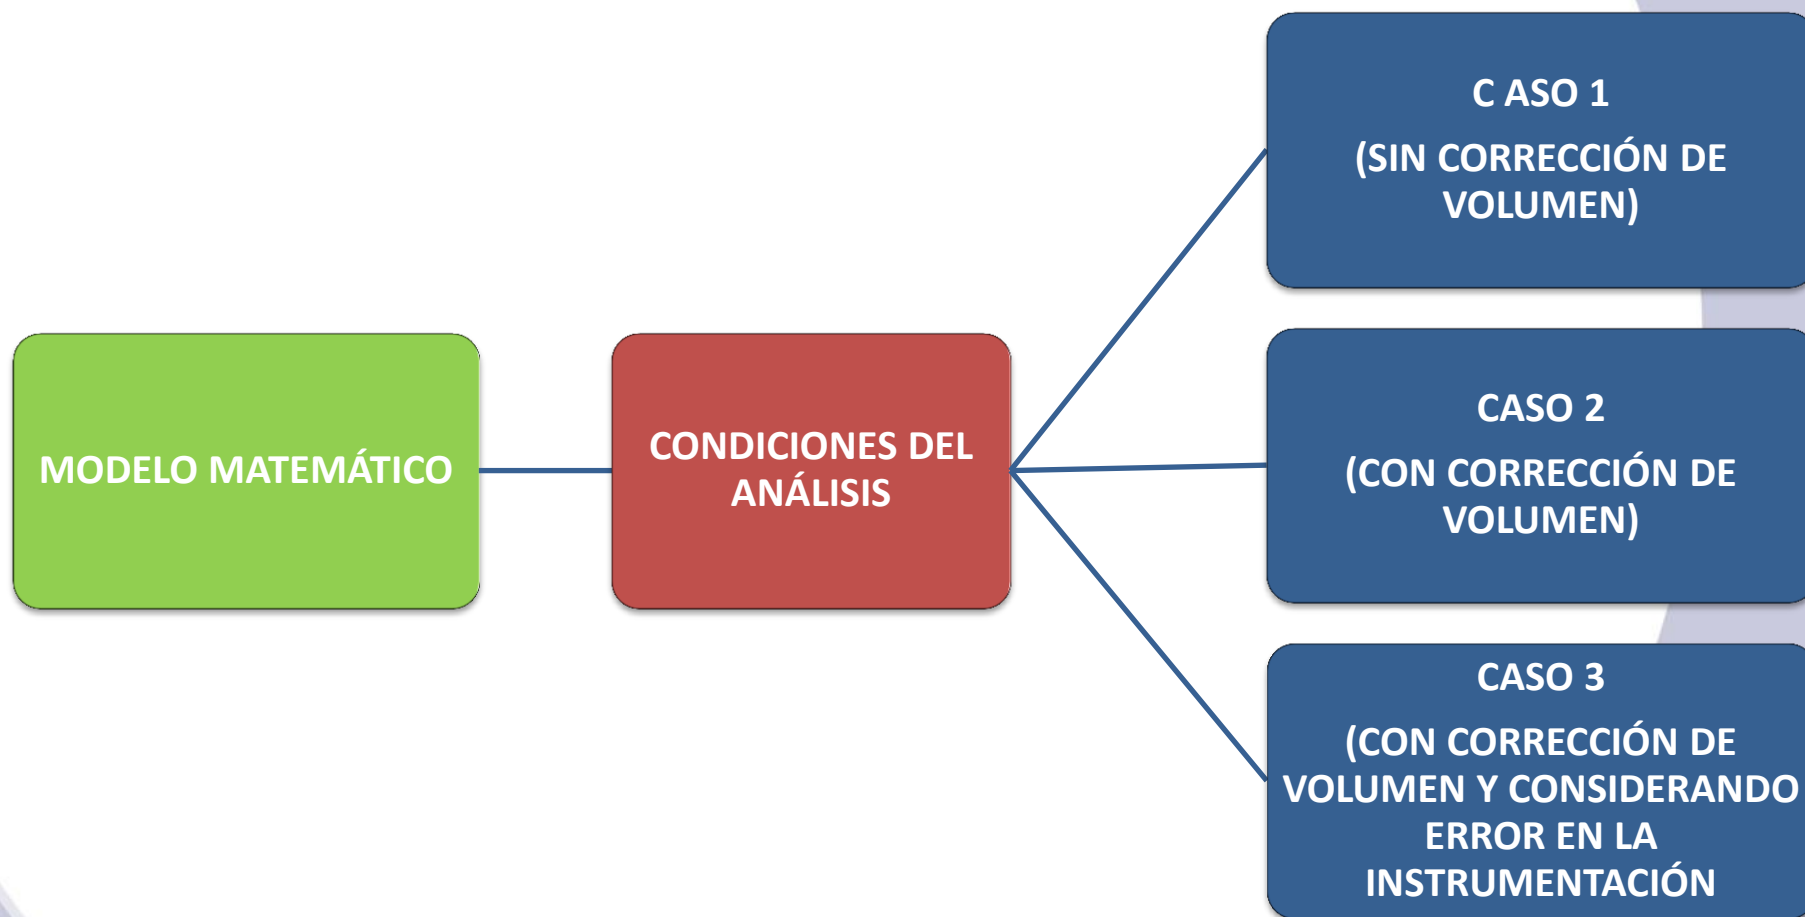 MODELO MATEMÁTICO
CONDICIONES DEL
ANÁLISIS
C ASO 1
(SIN CORRECCIÓN DE
VOLUMEN)
CASO 2
(CON CORRECCIÓN DE
VOLUMEN)
CASO 3
(CON CORRECCIÓN DE
VOLUMEN Y CONSIDERANDO
ERROR EN LA
INSTRUMENTACIÓN